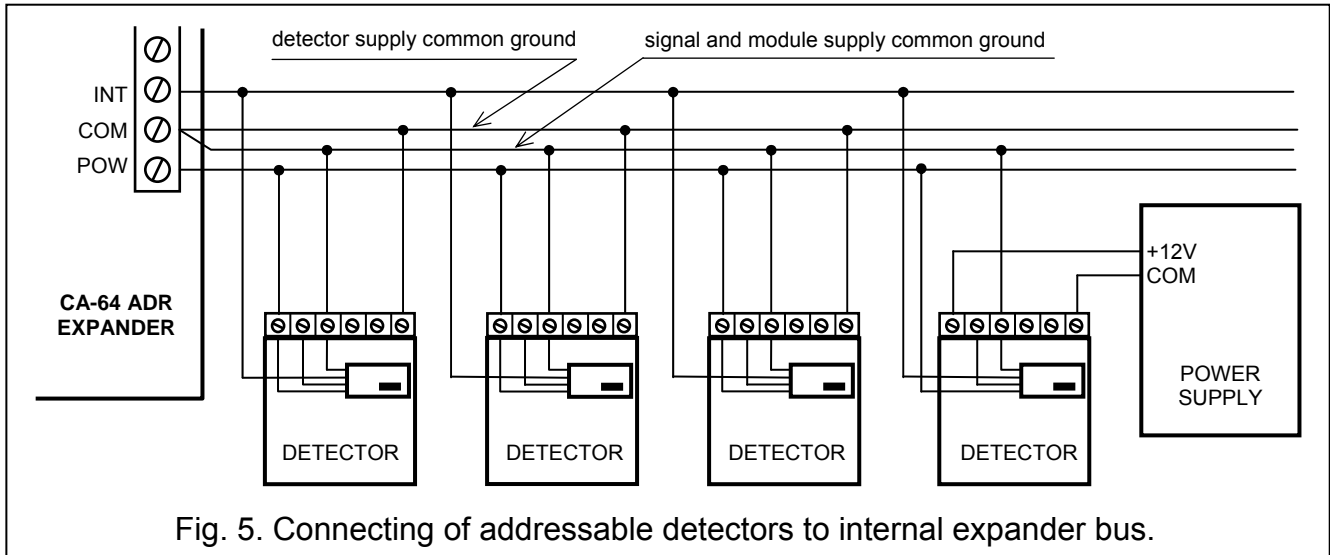 detector supply common ground
signal and module supply common ground
INT
COM
POW
+12V
COM
CA-64 ADR
EXPANDER
POWER
SUPPLY
DETECTOR
DETECTOR
DETECTOR
DETECTOR
Fig. 5. Connecting of addressable detectors to internal expander bus.